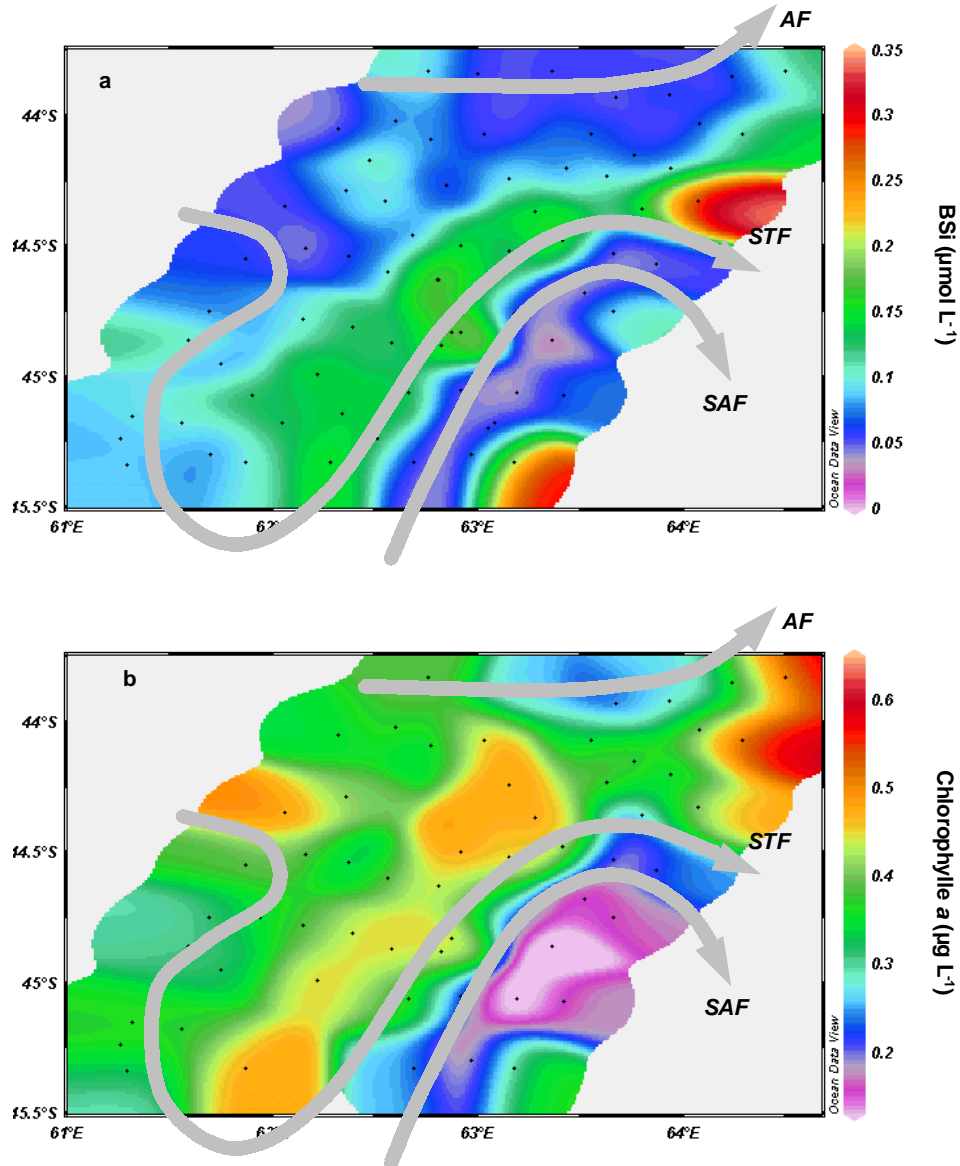 AF
a
44°S
14.5°S
45°S
15.5°S
61°E
62
63°E
64°E
STF
SAF
Ocean Data View
0.35
0.3
0.25
0.2
0.15
0.1
0.05
0
BSi (µmol L-1)
AF
b
44°S
14.5°S
45°S
15.5°S
61°E
62
63°E
64°E
STF
SAF
Ocean Data View
0.6
0.5
0.4
0.3
0.2
Chlorophylle a (µg L-1)